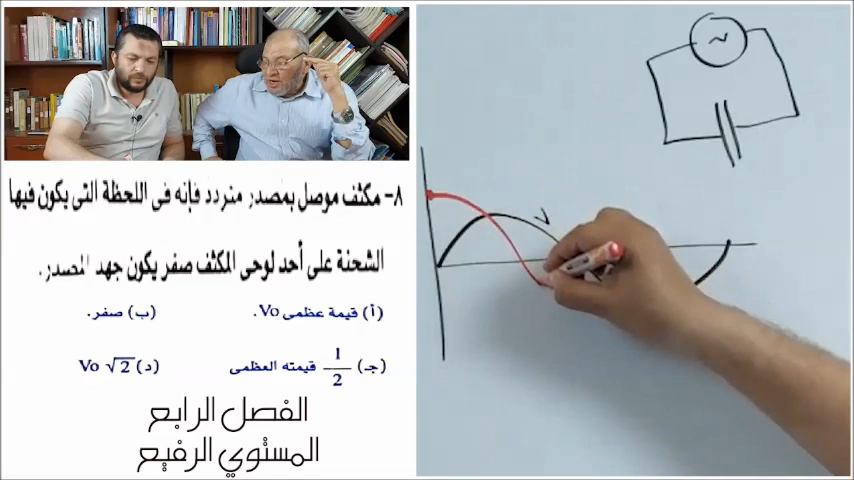 ٨- مكثف موصل بمصدر متردد فإنه فى اللحظة التى يكون فيها
الشحنة على أحد لوحى المكثف صفر يكون جهد المصدر.
(أ) قيمة عظمى Vo.
(ب) صفر.
(جـ) 1/2 قيمته العظمى
(د) √2 Vo
الفصل الرابع
المستوي الرفيع
V
~